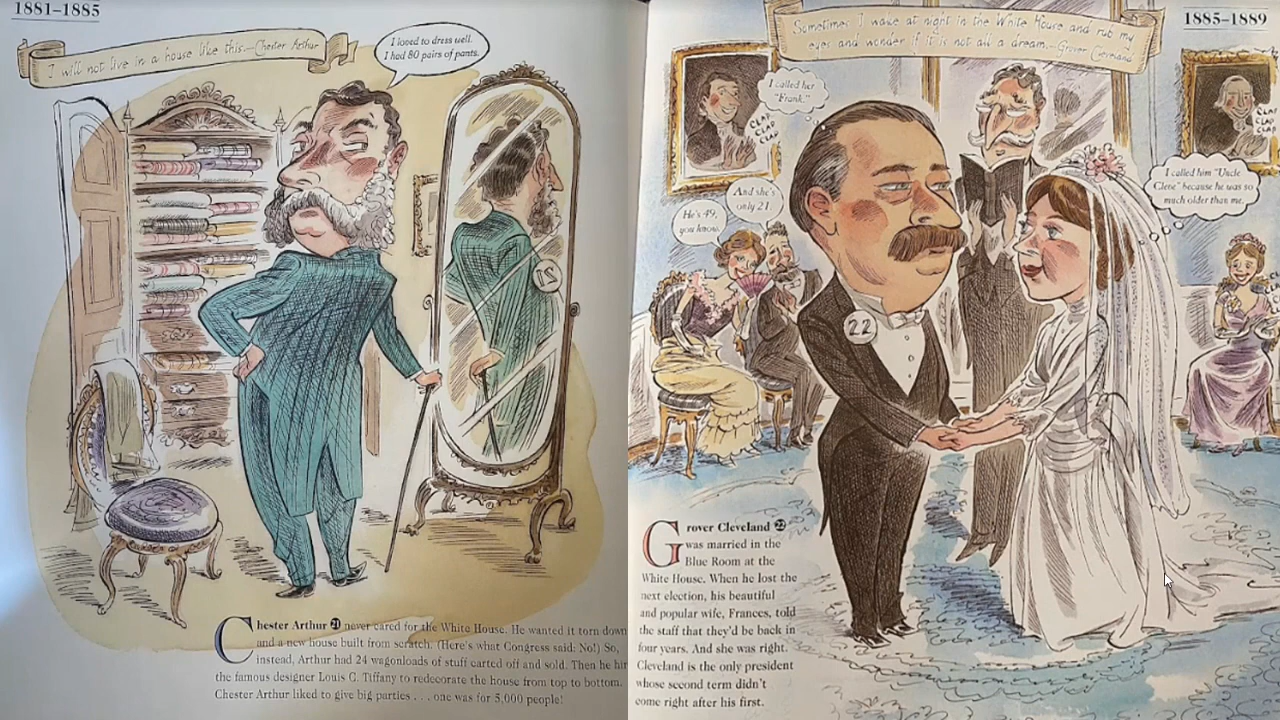 1881–1885
I will not live in a house like this.—Chester Arthur
I loved to dress well.
I had 80 pairs of pants.
Chester Arthur 21 never cared for the White House. He wanted it torn down
and a new house built from scratch. (Here's what Congress said: No!) So,
instead, Arthur had 24 wagonloads of stuff carted off and sold. Then he
the famous designer Louis C. Tiffany to redecorate the house from top to bottom.
Chester Arthur liked to give big parties . . . one was for 5,000 people!
1885–1889
Sometimes I wake at night in the White House and rub my
eyes and wonder if it is not all a dream.—Grover Cleveland
I called her
"Frank."
CLAP
CLAP
CLAP
CLAP
CLAP
CLAP
And she's
only 21.
He's 49,
you know.
I called him "Uncle
Cleve" because he was so
much older than me.
22
Grover Cleveland 22
was married in the
Blue Room at the
White House. When he lost the
next election, his beautiful
and popular wife, Frances, told
the staff that they'd be back in
four years. And she was right.
Cleveland is the only president
whose second term didn't
come right after his first.